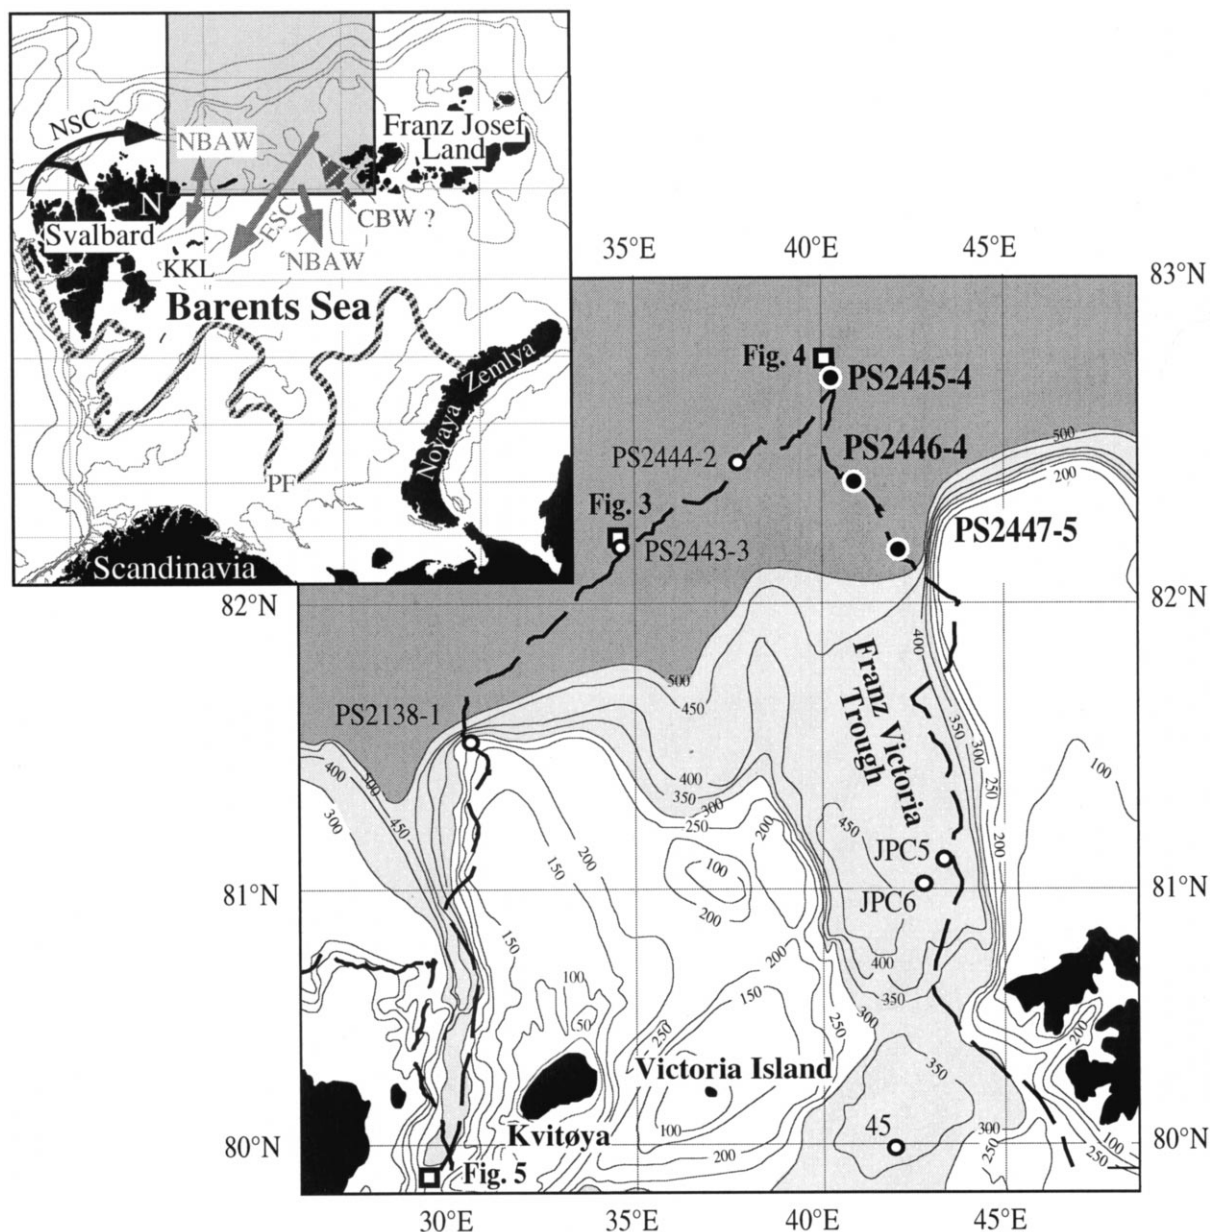 NSC
NBAW
Franz Josef
Land
N
Svalbard
ESC
CBW ?
KKL
NBAW
Barents Sea
Novaya Zemlya
PF
Scandinavia
35°E
40°E
45°E
83°N
Fig. 4
PS2445-4
PS2444-2
PS2446-4
500
200
Fig. 3
PS2443-3
PS2447-5
82°N
82°N
400
Franz Victoria
Trough
500
450
PS2138-1
350
300
250
200
100
400
500
450
300
400
350
300
250
200
450
JPC5
JPC6
200
150
150
100
200
81°N
81°N
150
200
400
350
100
50
200
150
300
250
250
350
200
Victoria Island
Kvitøya
100
200
45
300
250
100
250
80°N
80°N
Fig. 5
30°E
35°E
40°E
45°E